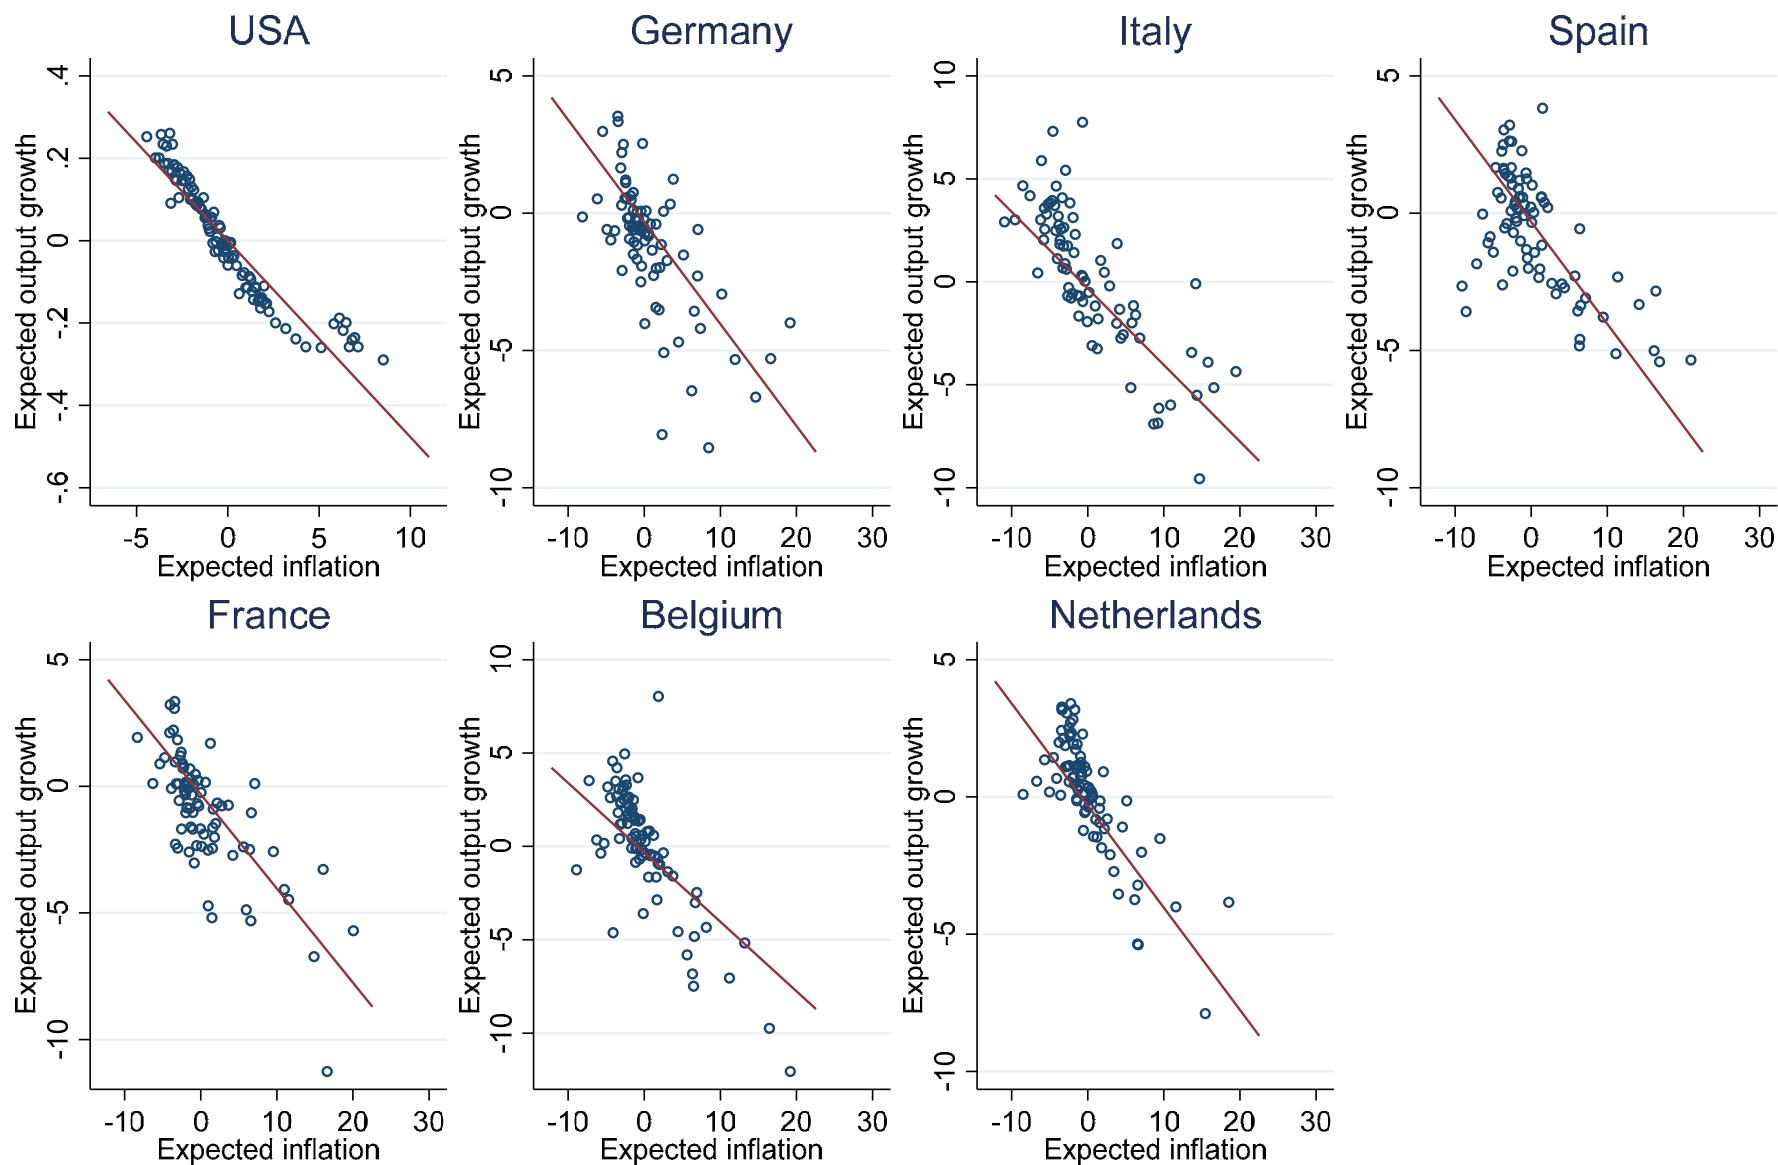 USA
Germany
Italy
Spain
Expected output growth
.4
.2
0
-.2
-.4
-.6
-5 0 5 10
Expected inflation
Expected output growth
5
0
-5
-10
-10 0 10 20 30
Expected inflation
Expected output growth
10
5
0
-5
-10
-10 0 10 20 30
Expected inflation
Expected output growth
5
0
-5
-10
-10 0 10 20 30
Expected inflation
France
Belgium
Netherlands
Expected output growth
5
0
-5
-10
-10 0 10 20 30
Expected inflation
Expected output growth
10
5
0
-5
-10
-10 0 10 20 30
Expected inflation
Expected output growth
5
0
-5
-10
-10 0 10 20 30
Expected inflation